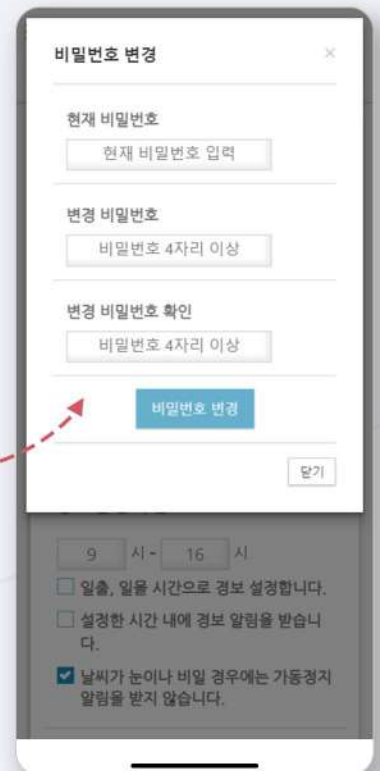 비밀번호 변경 ×
현재 비밀번호
현재 비밀번호 입력
변경 비밀번호
비밀번호 4자리 이상
변경 비밀번호 확인
비밀번호 4자리 이상
비밀번호 변경
닫기
9 시 - 16 시
일출, 일몰 시간으로 경보 설정합니다.
설정한 시간 내에 경보 알림을 받습니
다.
날씨가 눈이나 비일 경우에는 가동정지
알림을 받지 않습니다.